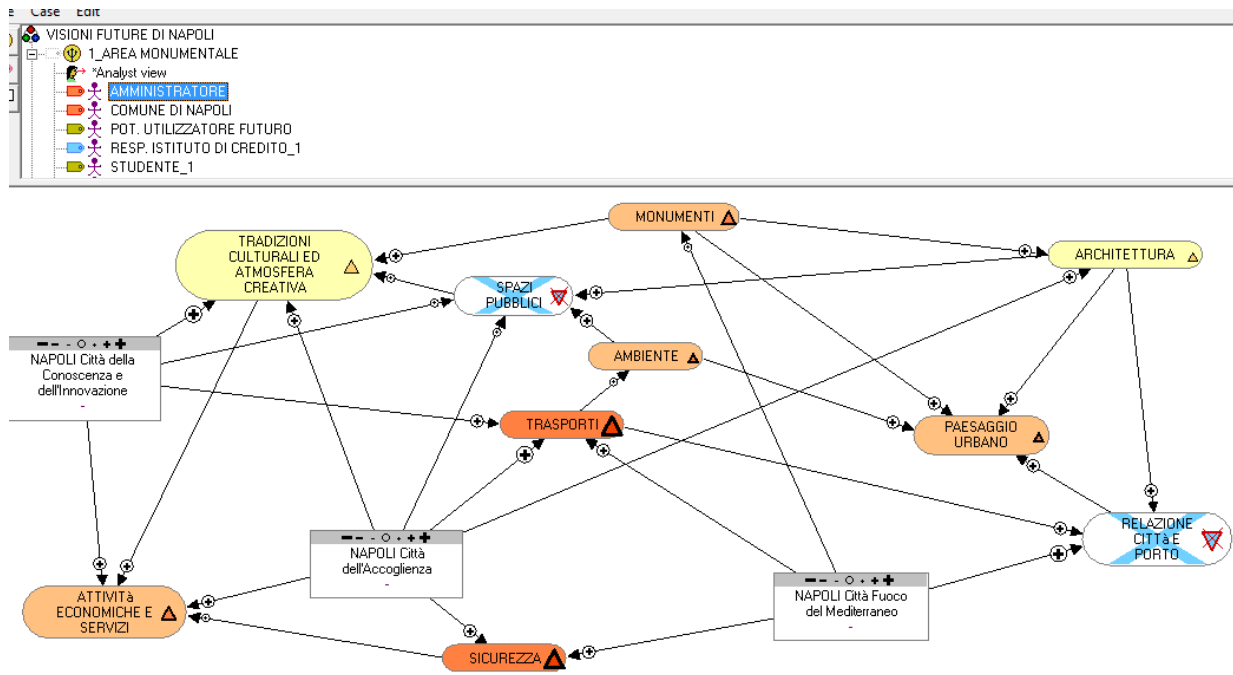 Case Edit
VISIONI FUTURE DI NAPOLI
1_AREA MONUMENTALE
*Analyst view
AMMINISTRATORE
COMUNE DI NAPOLI
POT. UTILIZZATORE FUTURO
RESP. ISTITUTO DI CREDITO_1
STUDENTE_1
MONUMENTI
TRADIZIONI
CULTURALI ED
ATMOSFERA
CREATIVA
ARCHITETTURA
SPAZI
PUBBLICI
NAPOLI Città della
Conoscenza e
dell'Innovazione
AMBIENTE
TRASPORTI
PAESAGGIO
URBANO
NAPOLI Città
dell'Accoglienza
RELAZIONE
CITTà E
PORTO
NAPOLI Città Fuoco
del Mediterraneo
ATTIVITà
ECONOMICHE E
SERVIZI
SICUREZZA